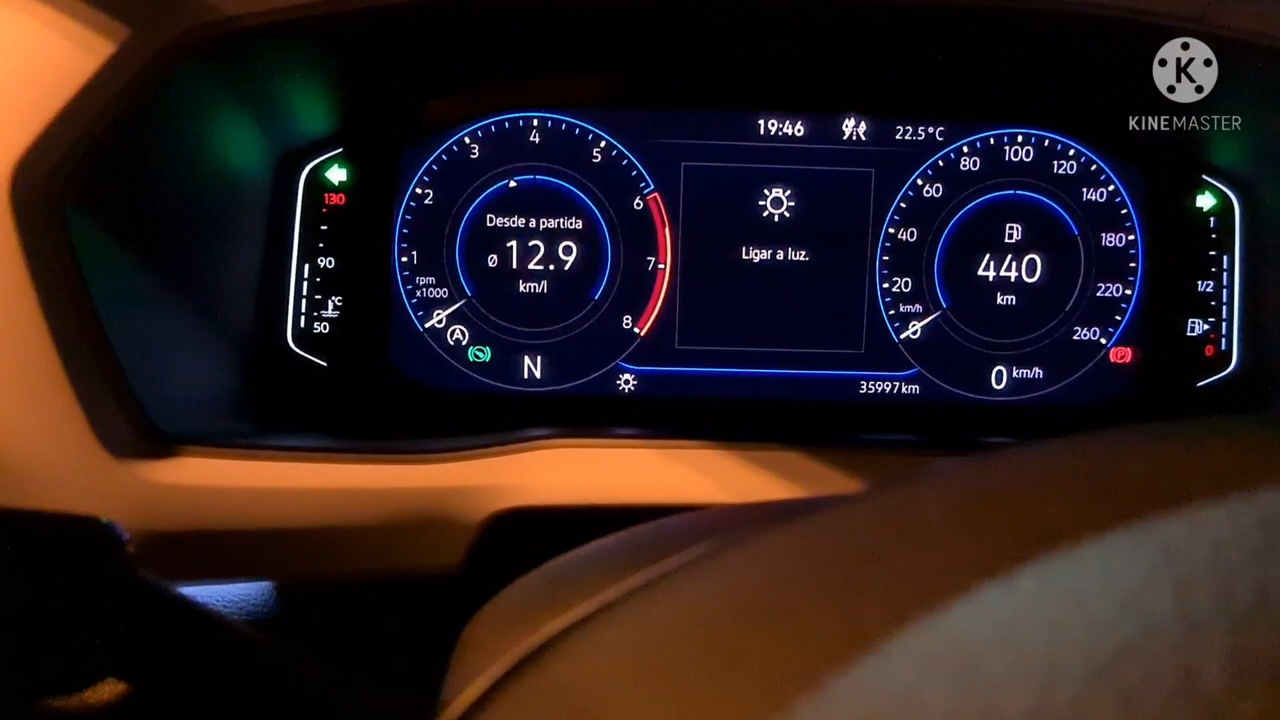 K
KINEMASTER
19:46
22.5°C
130
90
°C
50
1
2
3
4
5
6
7
8
0
rpm
x1000
Desde a partida
ø 12.9
km/l
A
N
Ligar a luz.
35997 km
0
20
40
60
80
100
120
140
180
220
260
km/h
440
km
0 km/h
P
1
1/2
0